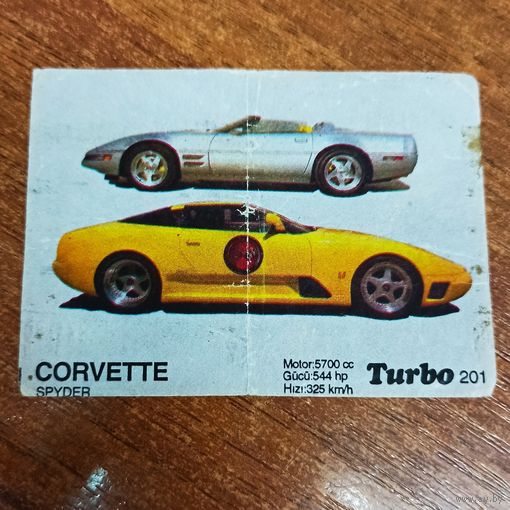 CORVETTE
SPYDER
Motor:5700 cc
Gücü:544 hp
Hızı:325 km/h
Turbo 201